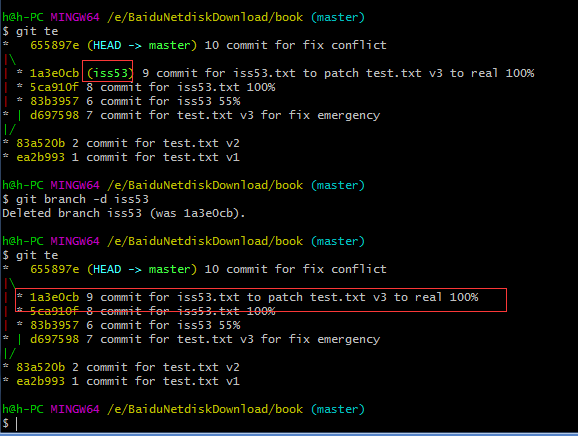 h@h-PC MINGW64 /e/BaiduNetdiskDownload/book (master)
$ git te
*   655897e (HEAD -> master) 10 commit for fix conflict
|\
| * 1a3e0cb (iss53) 9 commit for iss53.txt to patch test.txt v3 to real 100%
| * 5ca910f 8 commit for iss53.txt 100%
| * 83b3957 6 commit for iss53 55%
* | d697598 7 commit for test.txt v3 for fix emergency
|/
* 83a520b 2 commit for test.txt v2
* ea2b993 1 commit for test.txt v1
h@h-PC MINGW64 /e/BaiduNetdiskDownload/book (master)
$ git branch -d iss53
Deleted branch iss53 (was 1a3e0cb).
h@h-PC MINGW64 /e/BaiduNetdiskDownload/book (master)
$ git te
*   655897e (HEAD -> master) 10 commit for fix conflict
|\
| * 1a3e0cb 9 commit for iss53.txt to patch test.txt v3 to real 100%
| * 5ca910f 8 commit for iss53.txt 100%
| * 83b3957 6 commit for iss53 55%
* | d697598 7 commit for test.txt v3 for fix emergency
|/
* 83a520b 2 commit for test.txt v2
* ea2b993 1 commit for test.txt v1
h@h-PC MINGW64 /e/BaiduNetdiskDownload/book (master)
$